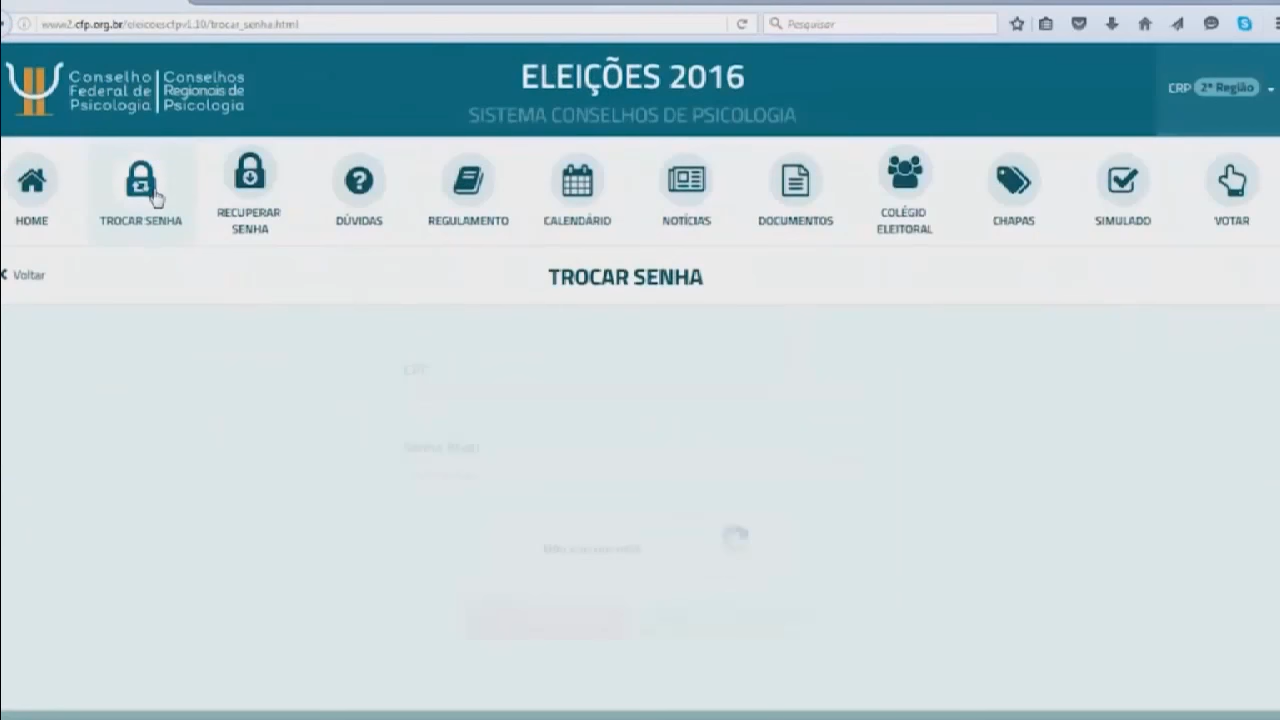 www2.cfp.org.br/eleicoescfpv1.10/trocar_senha.html
Pesquisar
Conselho Federal de Psicologia
Conselhos Regionais de Psicologia
ELEIÇÕES 2016
SISTEMA CONSELHOS DE PSICOLOGIA
CRP 2ª Região
HOME
TROCAR SENHA
RECUPERAR SENHA
DÚVIDAS
REGULAMENTO
CALENDÁRIO
NOTÍCIAS
DOCUMENTOS
COLÉGIO ELEITORAL
CHAPAS
SIMULADO
VOTAR
Voltar
TROCAR SENHA